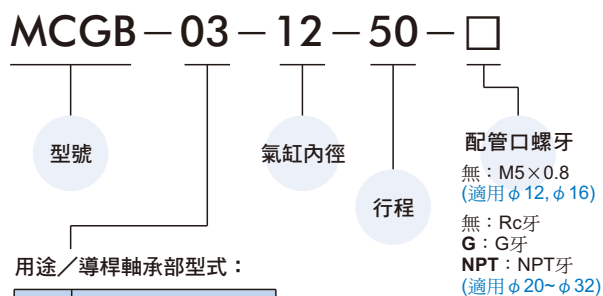 MCGB－03－12－50－□
型號
氣缸內徑
行程
配管口螺牙
無：M5×0.8
(適用φ12,φ16)
無：Rc牙
G：G牙
NPT：NPT牙
(適用φ20~φ32)
用途／導桿軸承部型式：